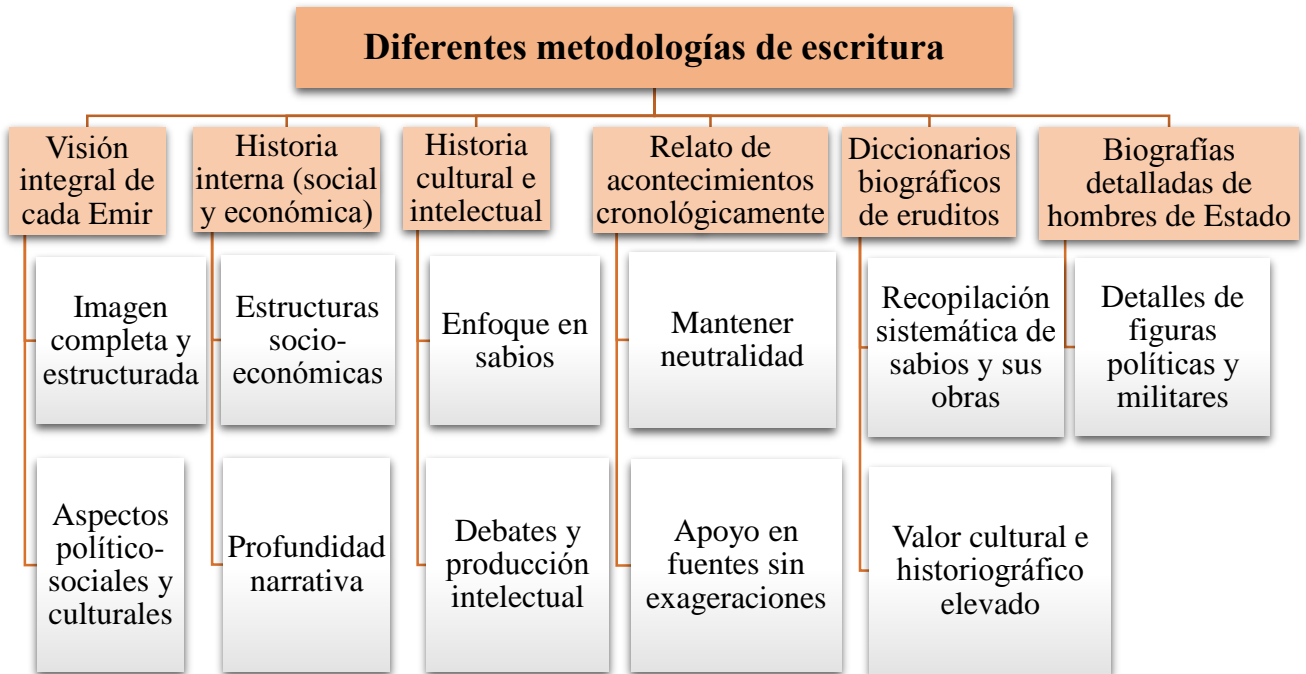 Diferentes metodologías de escritura
Visión
integral de
cada Emir
Imagen
completa y
estructurada
Aspectos
político-
sociales y
culturales
Historia
interna (social
y económica)
Estructuras
socio-
económicas
Profundidad
narrativa
Historia
cultural e
intelectual
Enfoque en
sabios
Debates y
producción
intelectual
Relato de
acontecimientos
cronológicamente
Mantener
neutralidad
Apoyo en
fuentes sin
exageraciones
Diccionarios
biográficos
de eruditos
Recopilación
sistemática de
sabios y sus
obras
Valor cultural e
historiográfico
elevado
Biografías
detalladas de
hombres de Estado
Detalles de
figuras
políticas y
militares